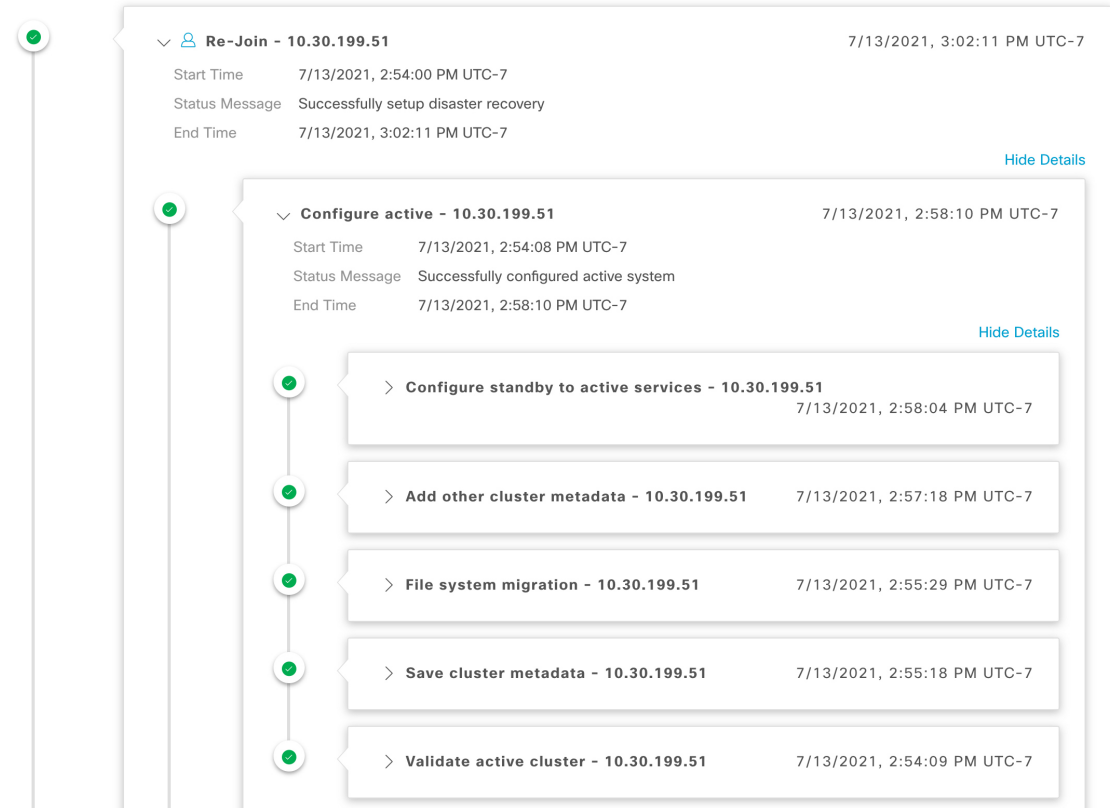 Re-Join - 10.30.199.51 7/13/2021, 3:02:11 PM UTC-7
Start Time 7/13/2021, 2:54:00 PM UTC-7
Status Message Successfully setup disaster recovery
End Time 7/13/2021, 3:02:11 PM UTC-7
Hide Details
Configure active - 10.30.199.51 7/13/2021, 2:58:10 PM UTC-7
Start Time 7/13/2021, 2:54:08 PM UTC-7
Status Message Successfully configured active system
End Time 7/13/2021, 2:58:10 PM UTC-7
Hide Details
Configure standby to active services - 10.30.199.51
7/13/2021, 2:58:04 PM UTC-7
Add other cluster metadata - 10.30.199.51 7/13/2021, 2:57:18 PM UTC-7
File system migration - 10.30.199.51 7/13/2021, 2:55:29 PM UTC-7
Save cluster metadata - 10.30.199.51 7/13/2021, 2:55:18 PM UTC-7
Validate active cluster - 10.30.199.51 7/13/2021, 2:54:09 PM UTC-7